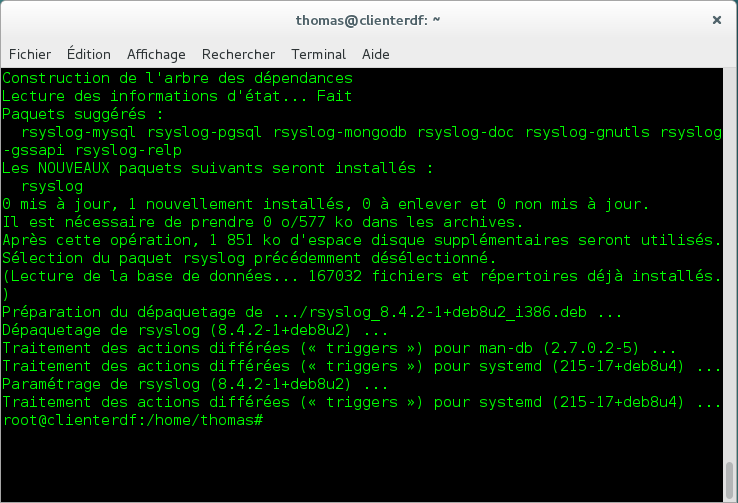 thomas@clienterdf: ~
Fichier Édition Affichage Rechercher Terminal Aide
Construction de l'arbre des dépendances
Lecture des informations d'état... Fait
Paquets suggérés :
  rsyslog-mysql rsyslog-pgsql rsyslog-mongodb rsyslog-doc rsyslog-gnutls rsyslog
-gssapi rsyslog-relp
Les NOUVEAUX paquets suivants seront installés :
  rsyslog
0 mis à jour, 1 nouvellement installés, 0 à enlever et 0 non mis à jour.
Il est nécessaire de prendre 0 o/577 ko dans les archives.
Après cette opération, 1 851 ko d'espace disque supplémentaires seront utilisés.
Sélection du paquet rsyslog précédemment désélectionné.
(Lecture de la base de données... 167032 fichiers et répertoires déjà installés.
)
Préparation du dépaquetage de .../rsyslog_8.4.2-1+deb8u2_i386.deb ...
Dépaquetage de rsyslog (8.4.2-1+deb8u2) ...
Traitement des actions différées (« triggers ») pour man-db (2.7.0.2-5) ...
Traitement des actions différées (« triggers ») pour systemd (215-17+deb8u4) ...
Paramétrage de rsyslog (8.4.2-1+deb8u2) ...
Traitement des actions différées (« triggers ») pour systemd (215-17+deb8u4) ...
root@clienterdf:/home/thomas#